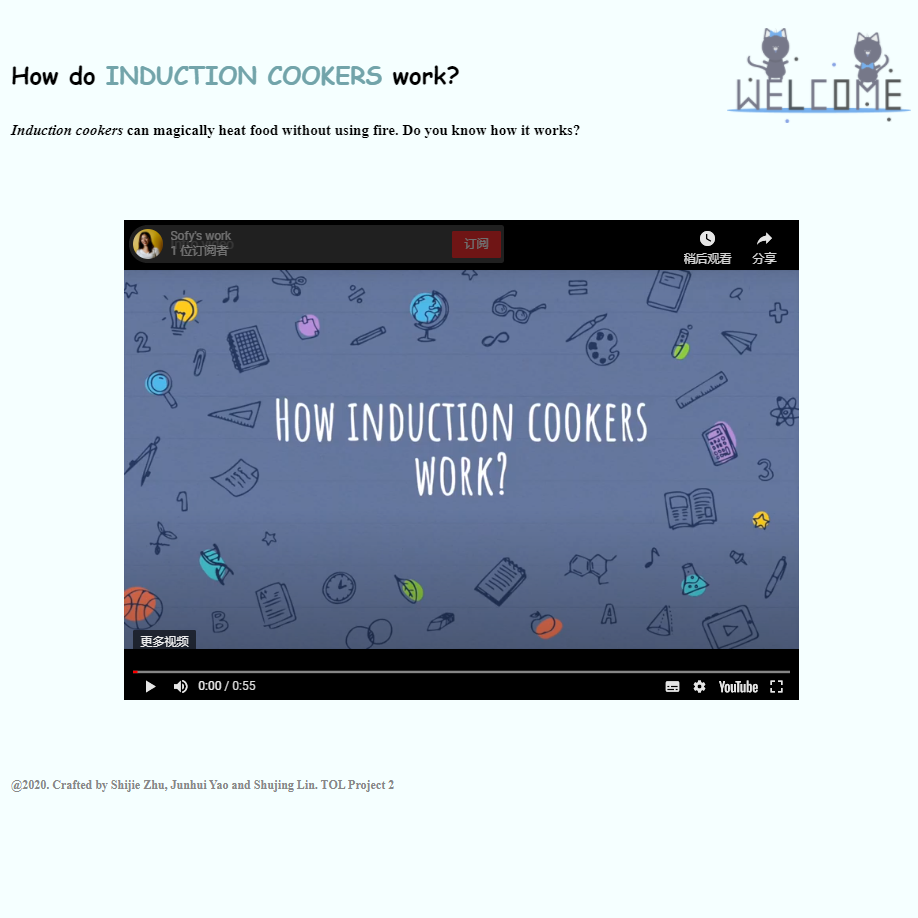 WELCOME
How do INDUCTION COOKERS work?
Induction cookers can magically heat food without using fire. Do you know how it works?
Sofy's work
1 位订阅者
订阅
稍后观看
分享
2
How induction cookers
work?
3
1
A+
B
A
更多视频
0:00 / 0:55
YouTube
@2020. Crafted by Shijie Zhu, Junhui Yao and Shujing Lin. TOL Project 2